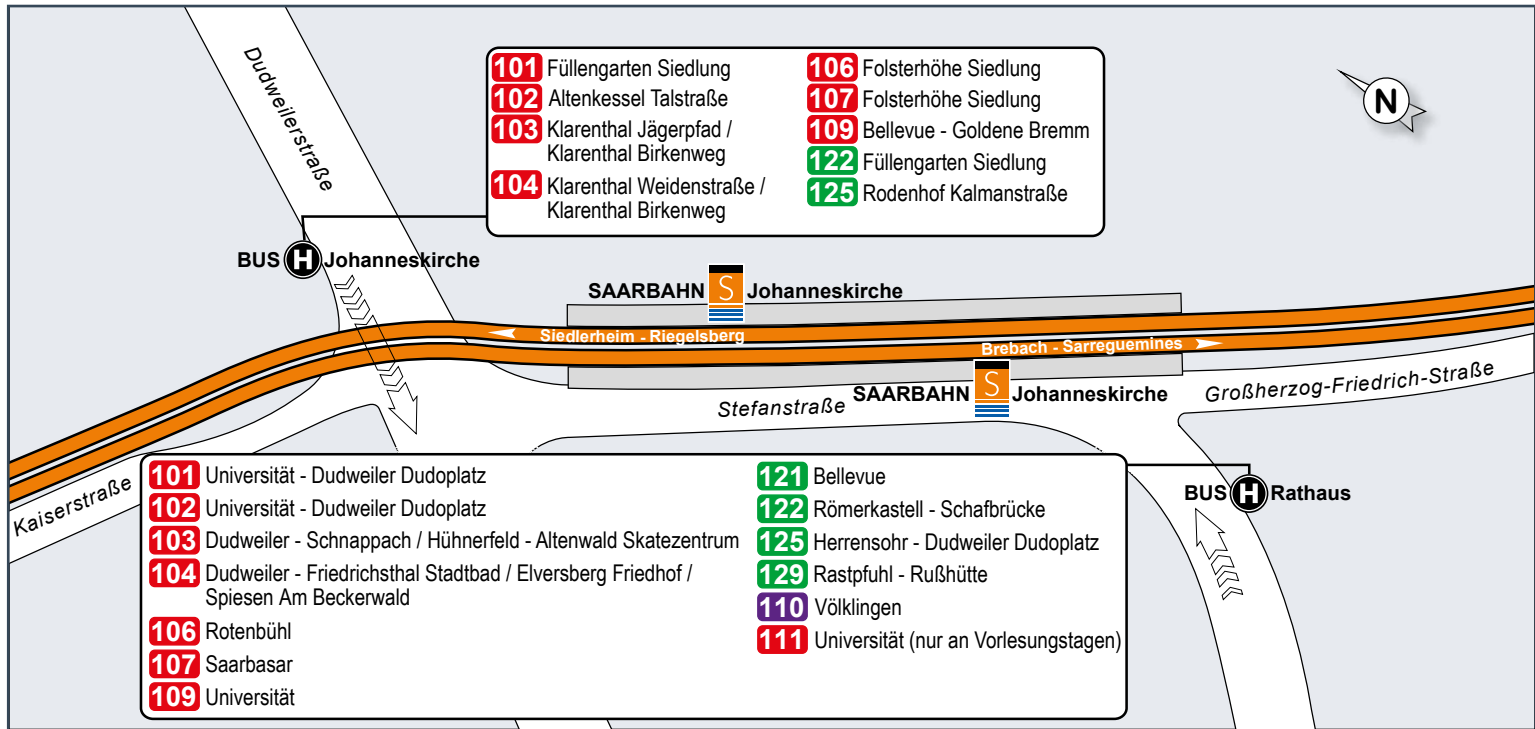 Dudweilerstraße
101 Füllengarten Siedlung
102 Altenkessel Talstraße
103 Klarenthal Jägerpfad /
Klarenthal Birkenweg
104 Klarenthal Weidenstraße /
Klarenthal Birkenweg
106 Folsterhöhe Siedlung
107 Folsterhöhe Siedlung
109 Bellevue - Goldene Bremm
122 Füllengarten Siedlung
125 Rodenhof Kalmanstraße
N
BUS H Johanneskirche
SAARBAHN S Johanneskirche
Siedlerheim - Riegelsberg
Brebach - Sarreguemines
SAARBAHN S Johanneskirche
Stefanstraße
Großherzog-Friedrich-Straße
Kaiserstraße
BUS H Rathaus
101 Universität - Dudweiler Dudoplatz
102 Universität - Dudweiler Dudoplatz
103 Dudweiler - Schnappach / Hühnerfeld - Altenwald Skatezentrum
104 Dudweiler - Friedrichsthal Stadtbad / Elversberg Friedhof /
Spiesen Am Beckerwald
106 Rotenbühl
107 Saarbasar
109 Universität
121 Bellevue
122 Römerkastell - Schafbrücke
125 Herrensohr - Dudweiler Dudoplatz
129 Rastpfuhl - Rußhütte
110 Völklingen
111 Universität (nur an Vorlesungstagen)